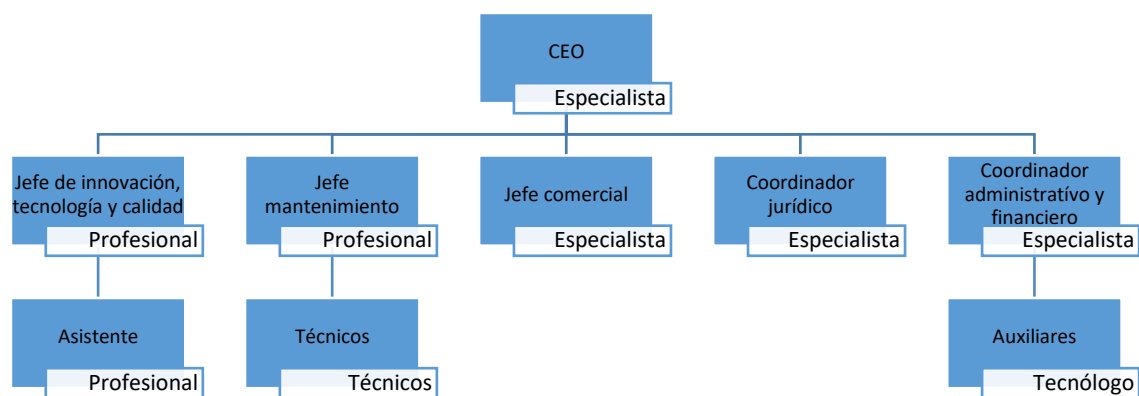 CEO
Especialista
Jefe de innovación,
tecnología y calidad
Profesional
Jefe
mantenimiento
Profesional
Jefe comercial
Especialista
Coordinador
jurídico
Especialista
Coordinador
administratívo y
financiero
Especialista
Asistente
Profesional
Técnicos
Técnicos
Auxiliares
Tecnólogo